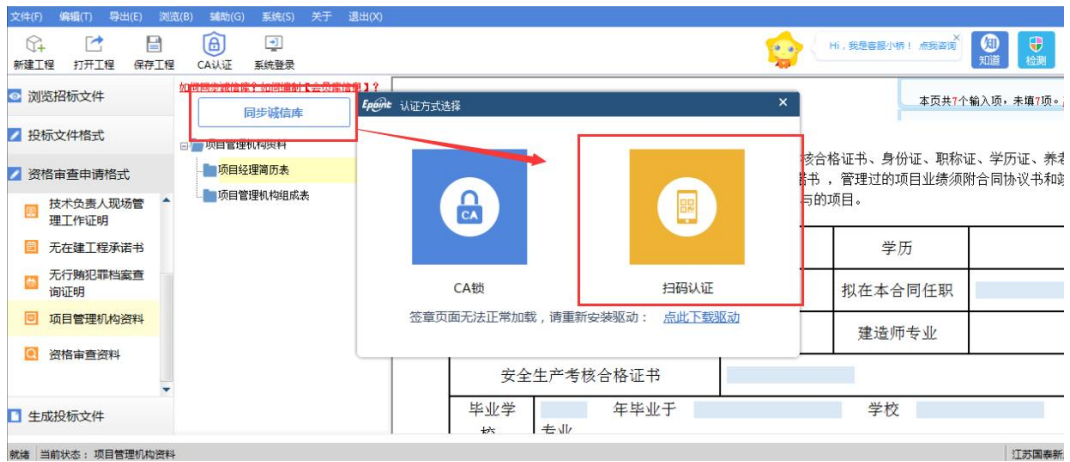 文件(F) 编辑(T) 导出(E) 浏览(B) 辅助(G) 系统(S) 关于 退出(X)
新建工程 打开工程 保存工程 CA认证 系统登录
Hi，我是客服小桥！ 点我咨询
知
知道
检测
浏览招标文件
投标文件格式
资格审查申请格式
技术负责人现场管
理工作证明
无在建工程承诺书
无行贿犯罪档案查
询证明
项目管理机构资料
资格审查资料
生成投标文件
同步诚信库
项目管理机构资料
项目经理简历表
项目管理机构组成表
Epoint 认证方式选择
CA
CA锁
扫码认证
签章页面无法正常加载，请重新安装驱动： 点此下载驱动
本页共7个输入项，未填7项。
核合格证书、身份证、职称证、学历证、养老
诺书 ，管理过的项目业绩须附合同协议书和竣
与的项目。
学历
拟在本合同任职
建造师专业
安全生产考核合格证书
毕业学 年毕业于 学校
校 专业
就绪 当前状态： 项目管理机构资料
江苏国泰新